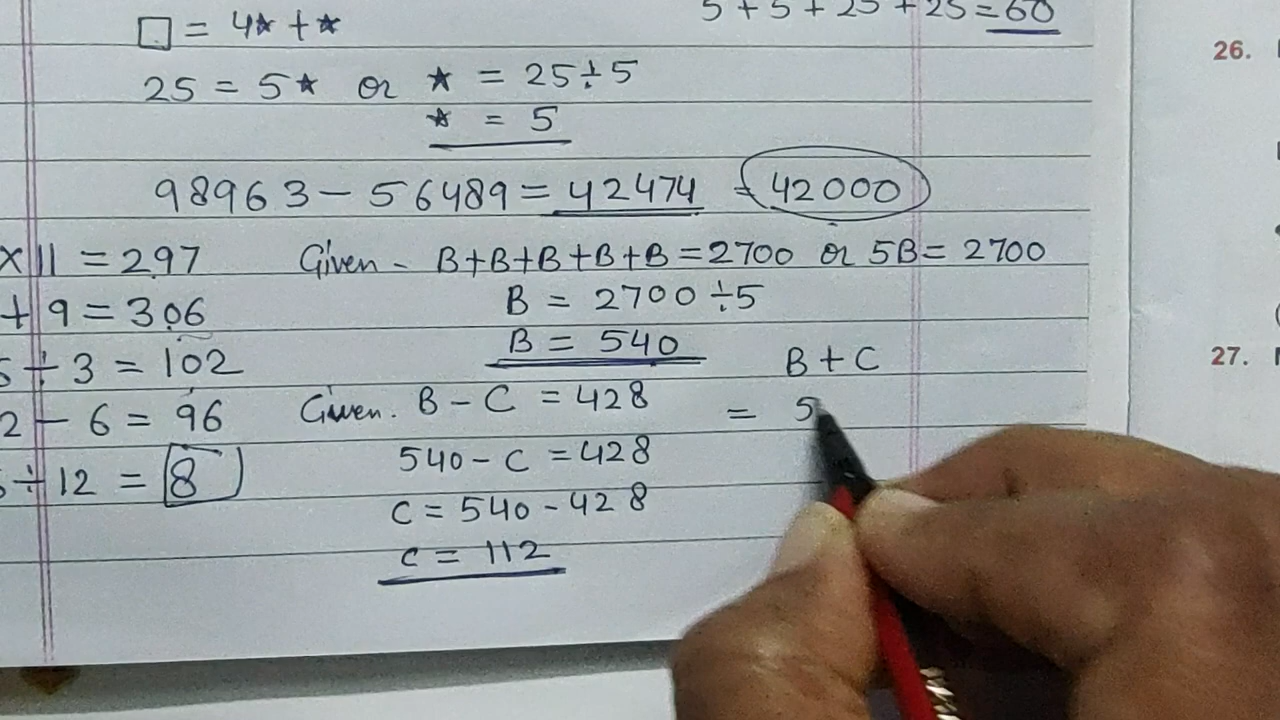 5 + 5 + 25 + 25 = 60
□ = 4★ + ★
25 = 5★ or ★ = 25 ÷ 5
★ = 5
98963 - 56489 = 42474 = 42000
× 11 = 297
+ 9 = 306
÷ 3 = 102
2 - 6 = 96
÷ 12 = 8
Given - B+B+B+B+B = 2700 or 5B = 2700
B = 2700 ÷ 5
B = 540
Given. B - C = 428
540 - C = 428
C = 540 - 428
C = 112
B + C
= 5
26.
27.